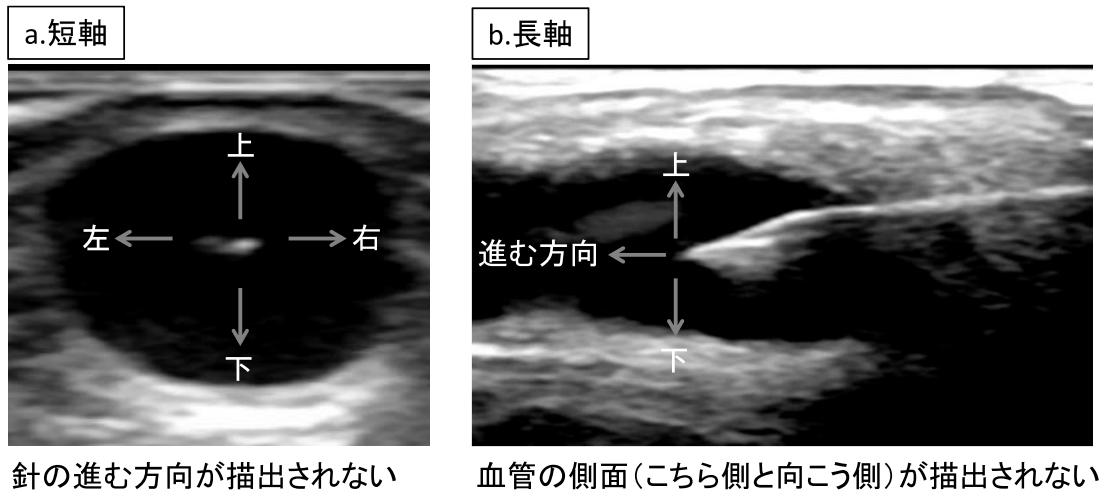 a.短軸
上
左
右
下
針の進む方向が描出されない
b.長軸
上
進む方向
下
血管の側面(こちら側と向こう側)が描出されない